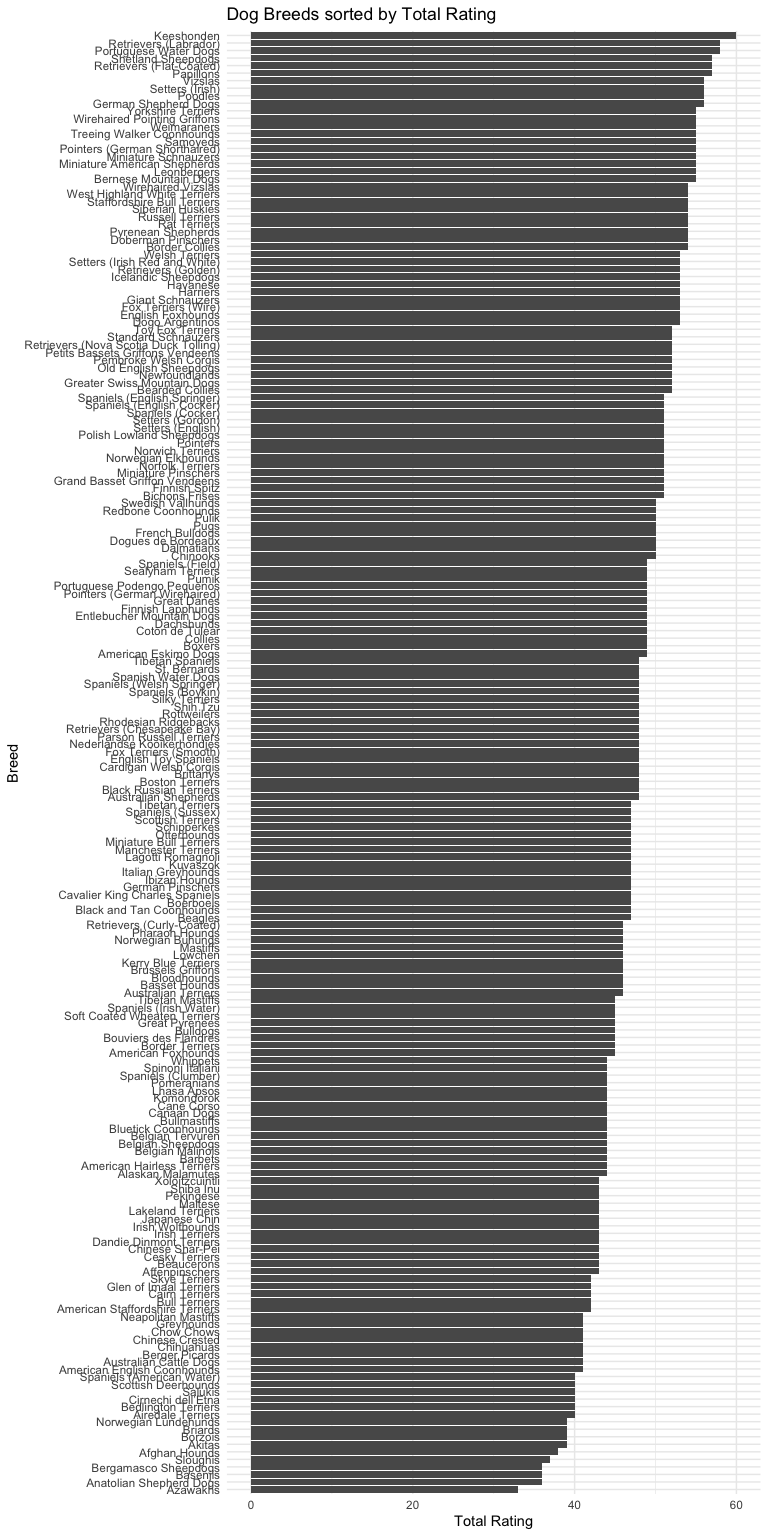 Dog Breeds sorted by Total Rating
Keeshonden
Retrievers (Labrador)
Portuguese Water Dogs
Shetland Sheepdogs
Retrievers (Flat-Coated)
Papillons
Vizslas
Setters (Irish)
Poodles
German Shepherd Dogs
Yorkshire Terriers
Wirehaired Pointing Griffons
Weimaraners
Treeing Walker Coonhounds
Samoyeds
Pointers (German Shorthaired)
Miniature Schnauzers
Miniature American Shepherds
Leonbergers
Bernese Mountain Dogs
Wirehaired Vizslas
West Highland White Terriers
Staffordshire Bull Terriers
Siberian Huskies
Russell Terriers
Rat Terriers
Pyrenean Shepherds
Doberman Pinschers
Border Collies
Welsh Terriers
Setters (Irish Red and White)
Retrievers (Golden)
Icelandic Sheepdogs
Havanese
Harriers
Giant Schnauzers
Fox Terriers (Wire)
English Foxhounds
Dogo Argentinos
Toy Fox Terriers
Standard Schnauzers
Retrievers (Nova Scotia Duck Tolling)
Petits Bassets Griffons Vendeens
Pembroke Welsh Corgis
Old English Sheepdogs
Newfoundlands
Greater Swiss Mountain Dogs
Bearded Collies
Spaniels (English Springer)
Spaniels (English Cocker)
Spaniels (Cocker)
Setters (Gordon)
Setters (English)
Polish Lowland Sheepdogs
Pointers
Norwich Terriers
Norwegian Elkhounds
Norfolk Terriers
Miniature Pinschers
Grand Basset Griffon Vendeens
Finnish Spitz
Bichons Frises
Swedish Vallhunds
Redbone Coonhounds
Pulik
Pugs
French Bulldogs
Dogues de Bordeaux
Dalmatians
Chinooks
Spaniels (Field)
Sealyham Terriers
Pumik
Portuguese Podengo Pequenos
Pointers (German Wirehaired)
Great Danes
Finnish Lapphunds
Entlebucher Mountain Dogs
Dachshunds
Coton de Tulear
Collies
Boxers
American Eskimo Dogs
Tibetan Spaniels
St. Bernards
Spanish Water Dogs
Spaniels (Welsh Springer)
Spaniels (Boykin)
Silky Terriers
Shih Tzu
Rottweilers
Rhodesian Ridgebacks
Retrievers (Chesapeake Bay)
Parson Russell Terriers
Nederlandse Kooikerhondjes
Fox Terriers (Smooth)
English Toy Spaniels
Cardigan Welsh Corgis
Brittanys
Boston Terriers
Black Russian Terriers
Australian Shepherds
Tibetan Terriers
Spaniels (Sussex)
Scottish Terriers
Schipperkes
Otterhounds
Miniature Bull Terriers
Manchester Terriers
Lagotti Romagnoli
Kuvaszok
Italian Greyhounds
Ibizan Hounds
German Pinschers
Cavalier King Charles Spaniels
Boerboels
Black and Tan Coonhounds
Beagles
Retrievers (Curly-Coated)
Pharaoh Hounds
Norwegian Buhunds
Mastiffs
Lowchen
Kerry Blue Terriers
Brussels Griffons
Bloodhounds
Basset Hounds
Australian Terriers
Tibetan Mastiffs
Spaniels (Irish Water)
Soft Coated Wheaten Terriers
Great Pyrenees
Bulldogs
Bouviers des Flandres
Border Terriers
American Foxhounds
Whippets
Spinoni Italiani
Spaniels (Clumber)
Pomeranians
Lhasa Apsos
Komondorok
Cane Corso
Canaan Dogs
Bullmastiffs
Bluetick Coonhounds
Belgian Tervuren
Belgian Sheepdogs
Belgian Malinois
Barbets
American Hairless Terriers
Alaskan Malamutes
Xoloitzcuintli
Shiba Inu
Pekingese
Maltese
Lakeland Terriers
Japanese Chin
Irish Wolfhounds
Irish Terriers
Dandie Dinmont Terriers
Chinese Shar-Pei
Cesky Terriers
Beaucerons
Affenpinschers
Skye Terriers
Glen of Imaal Terriers
Cairn Terriers
Bull Terriers
American Staffordshire Terriers
Neapolitan Mastiffs
Greyhounds
Chow Chows
Chinese Crested
Chihuahuas
Berger Picards
Australian Cattle Dogs
American English Coonhounds
Spaniels (American Water)
Scottish Deerhounds
Salukis
Cirnechi dell'Etna
Bedlington Terriers
Airedale Terriers
Norwegian Lundehunds
Briards
Borzois
Akitas
Afghan Hounds
Sloughis
Bergamasco Sheepdogs
Basenjis
Anatolian Shepherd Dogs
Azawakhs
Breed
0 20 40 60
Total Rating